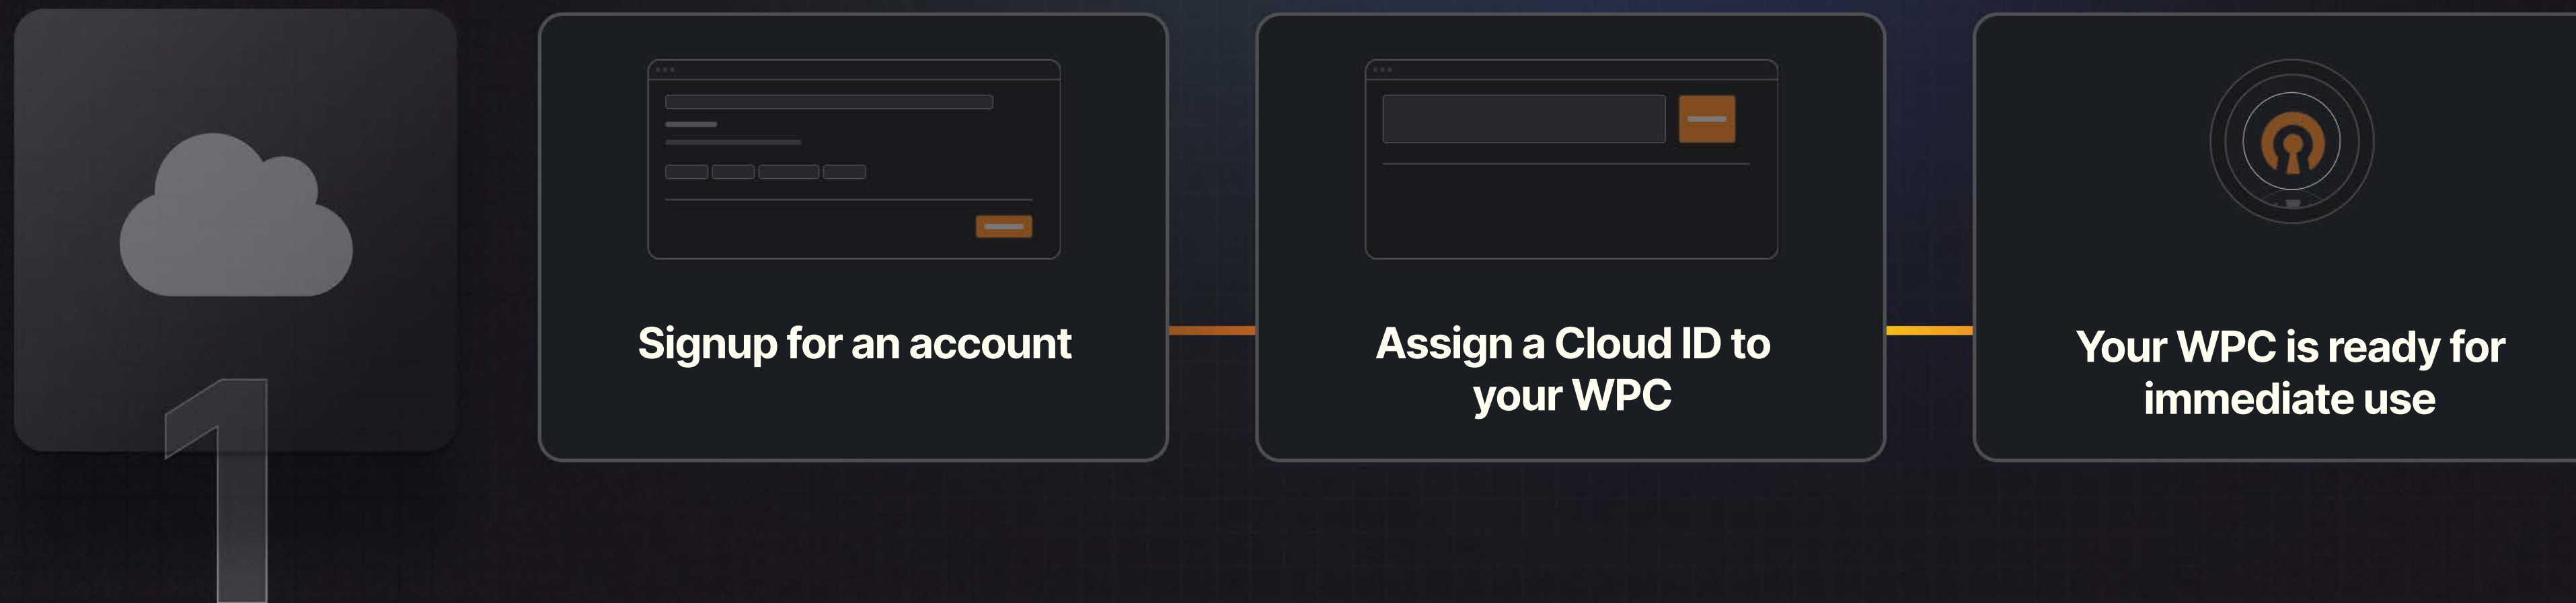 1
Signup for an account
Assign a Cloud ID to
your WPC
Your WPC is ready for
immediate use